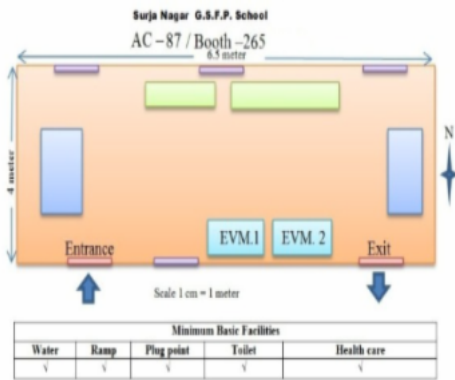 Surja Nagar G.S.F.P. School
AC – 87 / Booth – 265
6.5 meter
4 meter
N
EVM.1 EVM. 2
Entrance Exit
Scale 1 cm = 1 meter
Minimum Basic Facilities
Water Ramp Plug point Toilet Health care
√ √ √ √ √